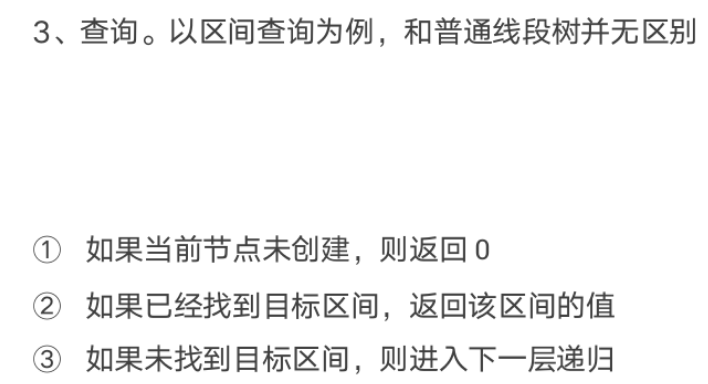 3、查询。以区间查询为例，和普通线段树并无区别
① 如果当前节点未创建，则返回 0
② 如果已经找到目标区间，返回该区间的值
③ 如果未找到目标区间，则进入下一层递归